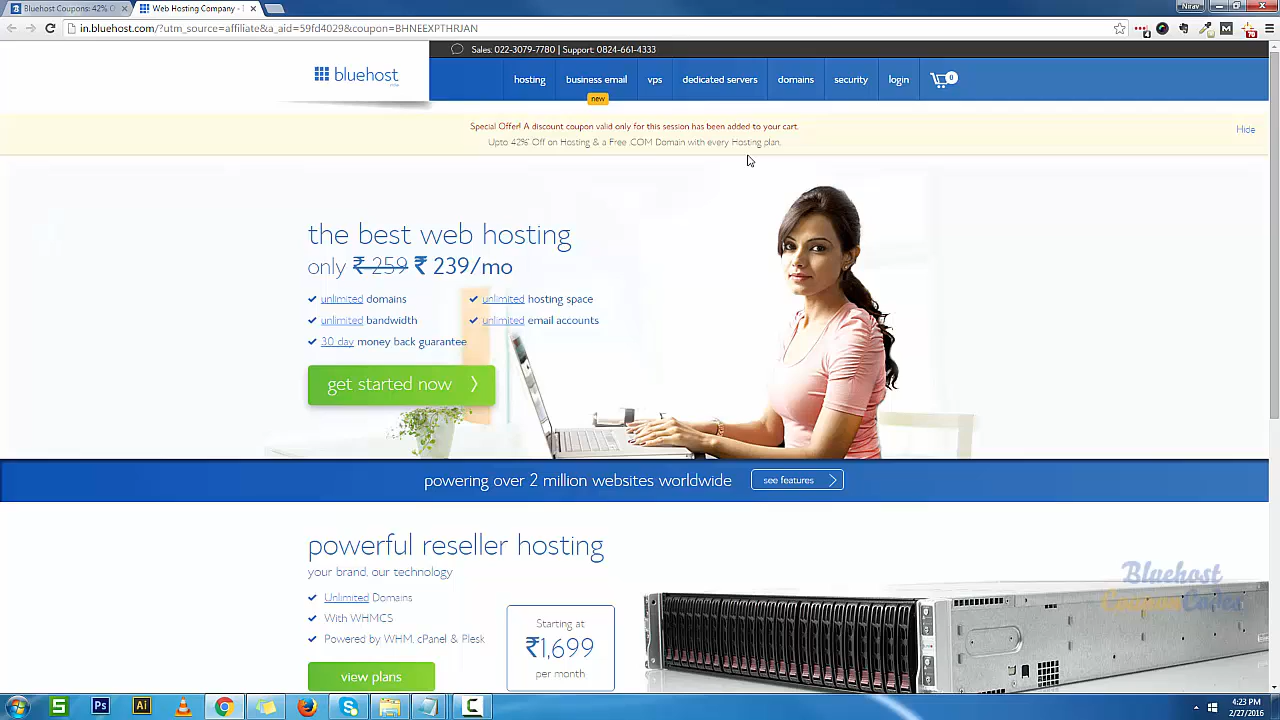 Bluehost Coupons: 42% O
Web Hosting Company - I
Nirav
in.bluehost.com/?utm_source=affiliate&a_aid=59fd4029&coupon=BHNEEXPTHRJAN
Sales: 022-3079-7780 | Support: 0824-661-4333
bluehost
hosting
business email
vps
dedicated servers
domains
security
login
0
new
Special Offer! A discount coupon valid only for this session has been added to your cart.
Hide
Upto 42%* Off on Hosting & a Free .COM Domain with every Hosting plan.
the best web hosting
only ₹ 259 ₹ 239/mo
unlimited domains
unlimited hosting space
unlimited bandwidth
unlimited email accounts
30 day money back guarantee
get started now
powering over 2 million websites worldwide
see features
powerful reseller hosting
your brand, our technology
Unlimited Domains
With WHMCS
Powered by WHM, cPanel & Plesk
Starting at
₹1,699
per month
view plans
Bluehost
CouponCodes
Ps
Ai
4:23 PM
2/27/2016